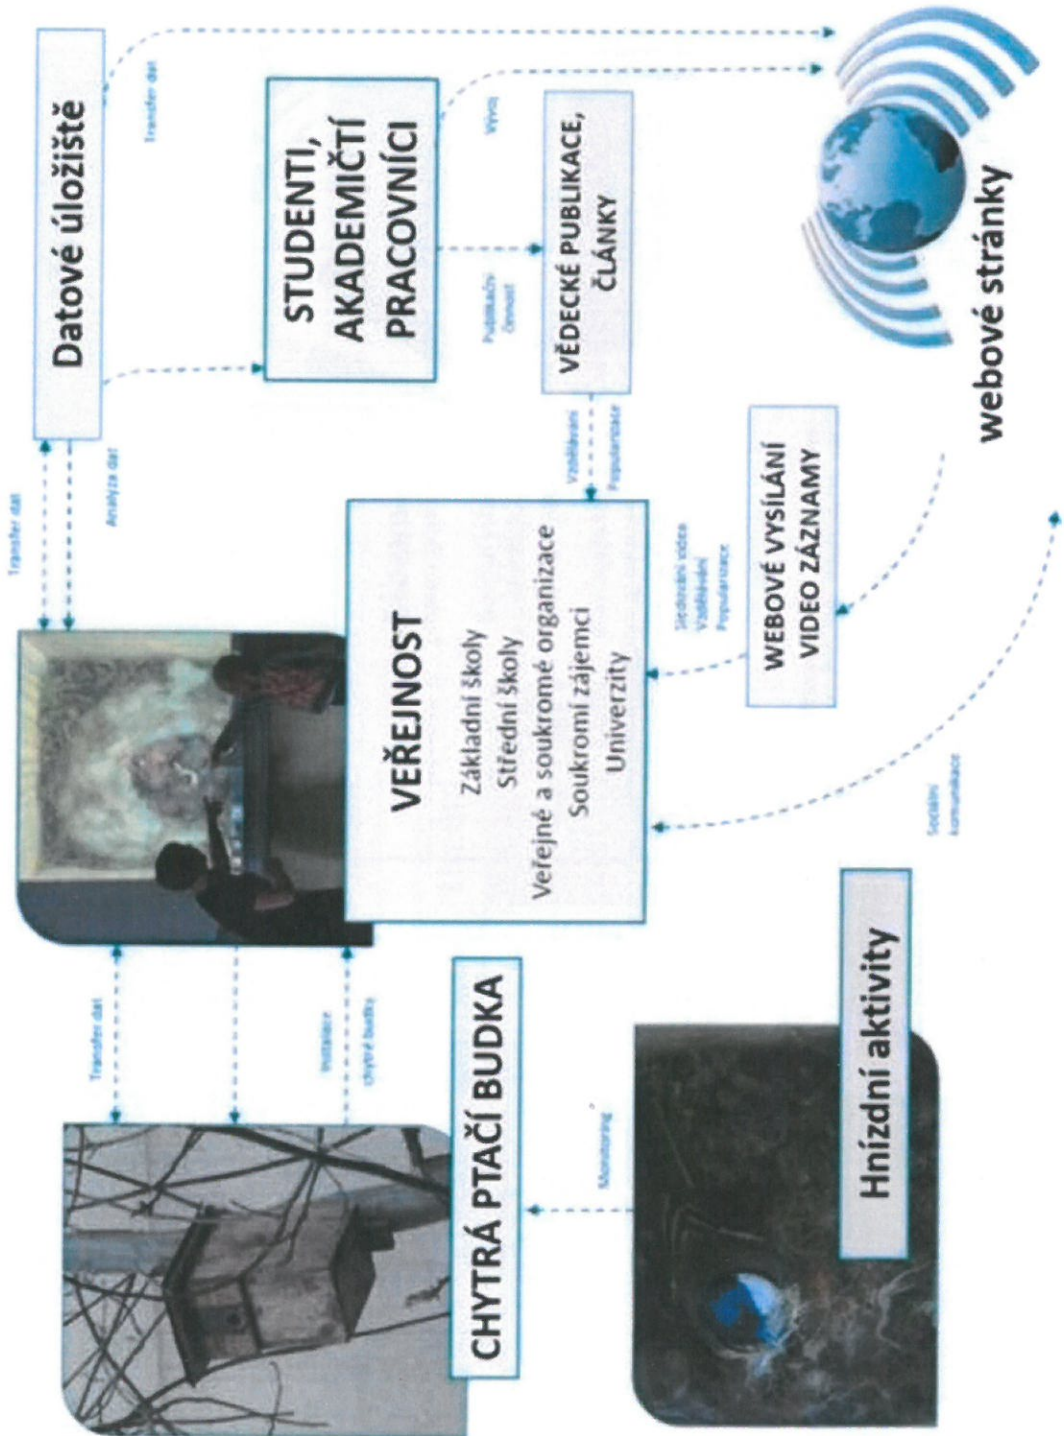 Transfer dat
Datové úložiště
Transfer dat
Analýza dat
Transfer dat
Instalace
chytré budky
STUDENTI,
AKADEMIČTÍ
PRACOVNÍCI
VEŘEJNOST
Základní školy
Střední školy
Veřejné a soukromé organizace
Soukromí zájemci
Univerzity
Publikační
činnost
Vývoj
CHYTRÁ PTAČÍ BUDKA
VĚDECKÉ PUBLIKACE,
ČLÁNKY
Vzdělávání
Popularizace
Monitoring
Sledování videa
Vzdělávání
Popularizace
WEBOVÉ VYSÍLÁNÍ
VIDEO ZÁZNAMY
Hnízdní aktivity
Sociální
komunikace
webové stránky